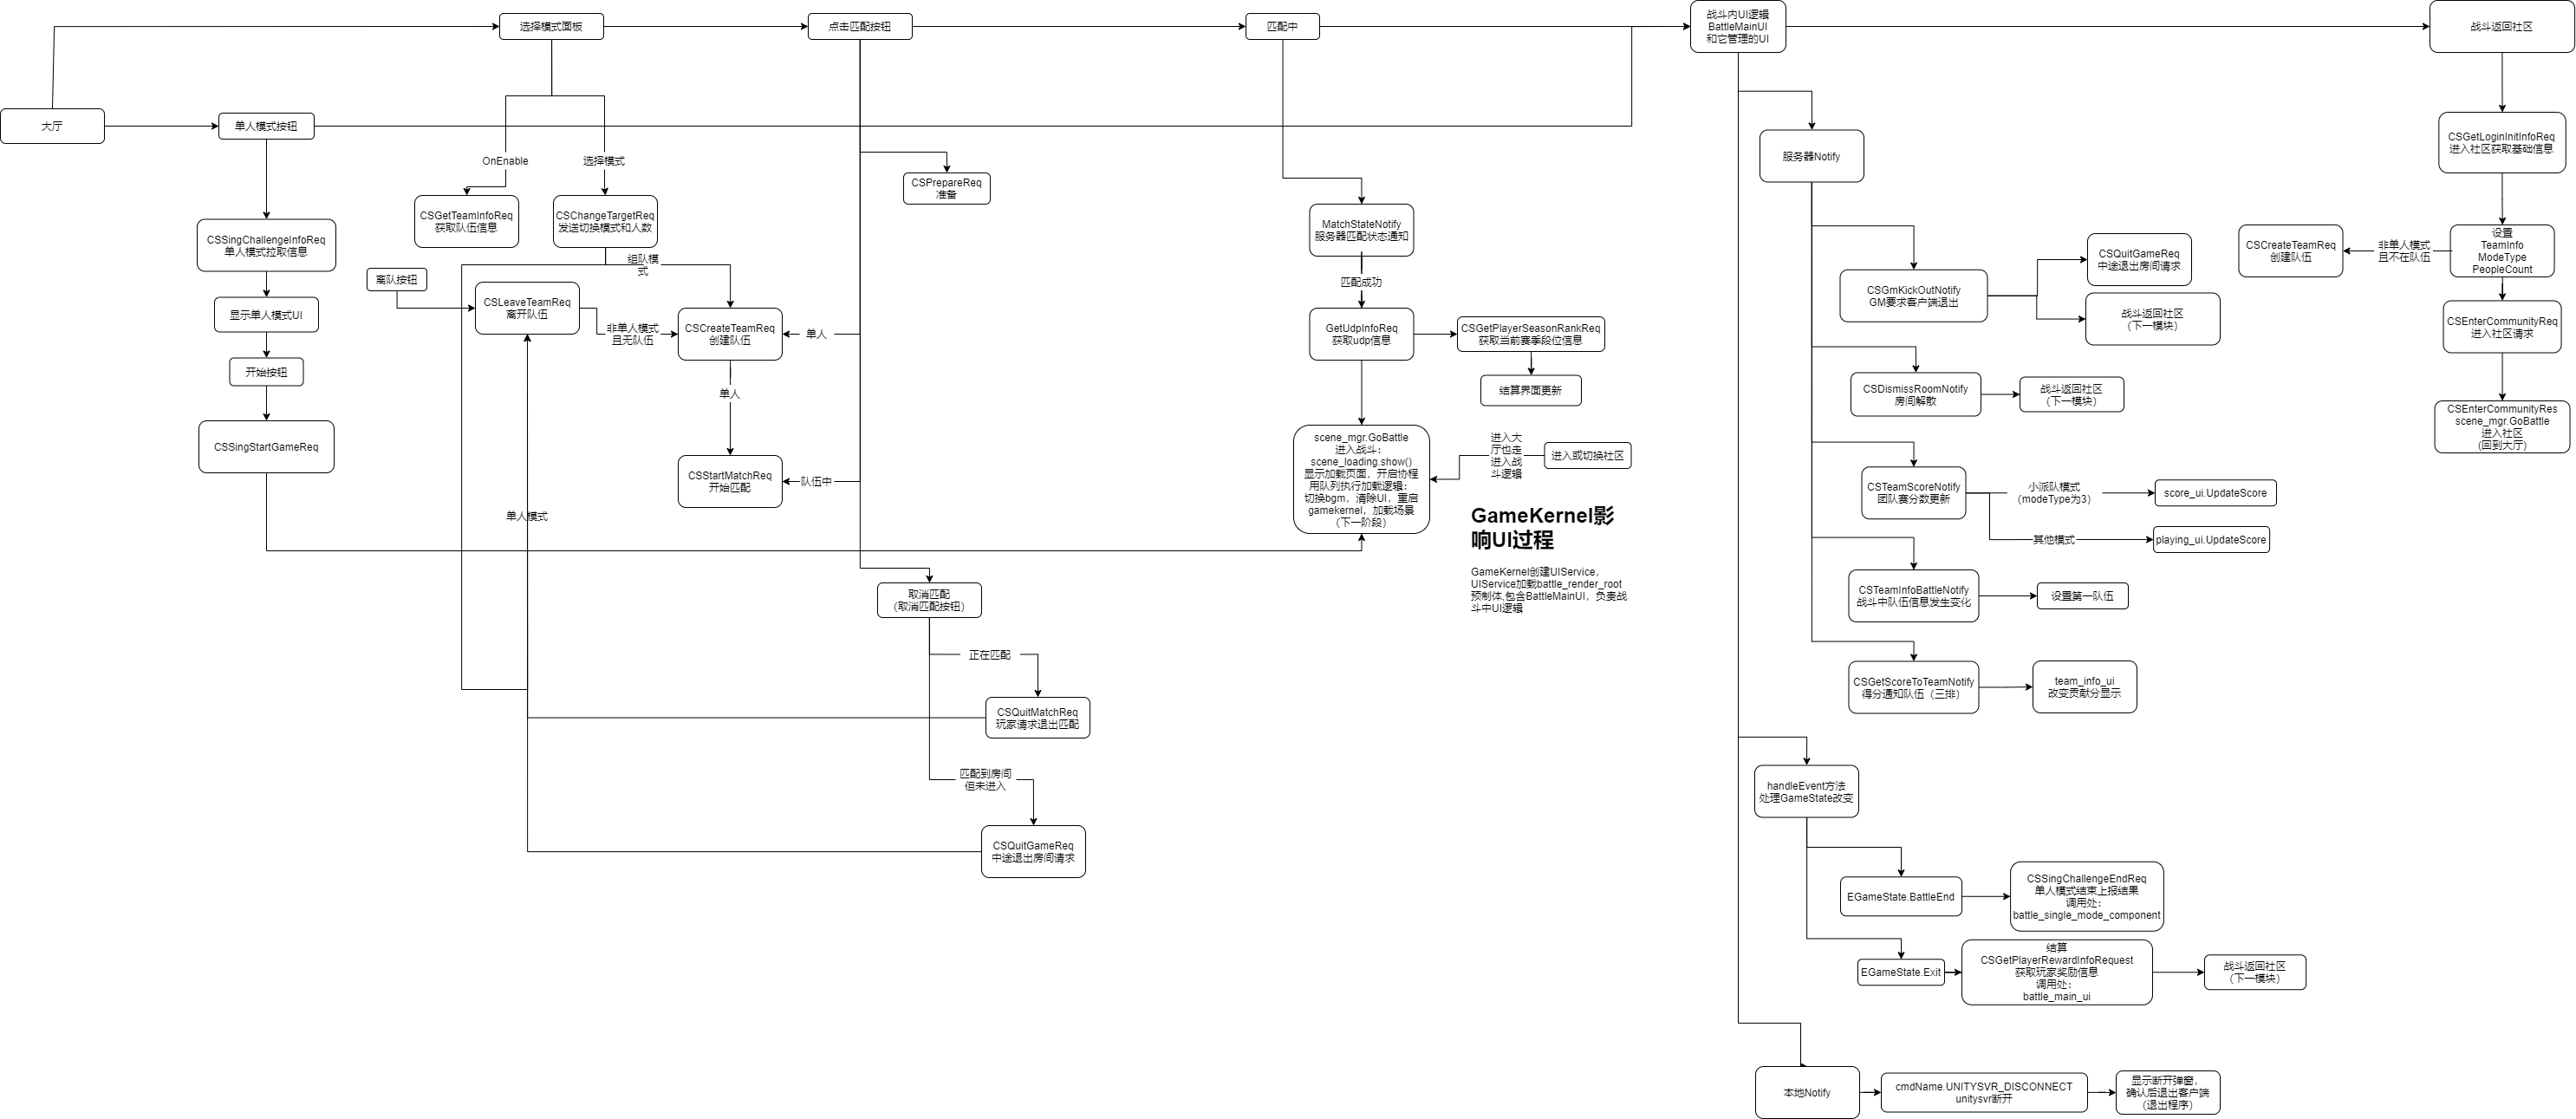 大厅
选择模式面板
点击匹配按钮
匹配中
战斗内UI逻辑
BattleMainUI
和它管理的UI
战斗返回社区
单人模式按钮
CSSingChallengeInfoReq
单人模式拉取信息
显示单人模式UI
开始按钮
CSSingStartGameReq
OnEnable
选择模式
CSGetTeamInfoReq
获取队伍信息
CSChangeTargetReq
发送切换模式和人数
组队模
式
离队按钮
CSLeaveTeamReq
离开队伍
非单人模式
且无队伍
CSCreateTeamReq
创建队伍
单人
单人
CSStartMatchReq
开始匹配
队伍中
单人模式
CSPrepareReq
准备
取消匹配
（取消匹配按钮）
正在匹配
CSQuitMatchReq
玩家请求退出匹配
匹配到房间
但未进入
CSQuitGameReq
中途退出房间请求
MatchStateNotify
服务器匹配状态通知
匹配成功
GetUdpInfoReq
获取udp信息
CSGetPlayerSeasonRankReq
获取当前赛季段位信息
结算界面更新
scene_mgr.GoBattle
进入战斗：
scene_loading.show()
显示加载页面，开启协程
用队列执行加载逻辑：
切换bgm，清除UI，重启
gamekernel，加载场景
（下一阶段）
进入大
厅也走
进入战
斗逻辑
进入或切换社区
GameKernel影
响UI过程
GameKernel创建UIService，
UIService加载battle_render_root
预制体,包含BattleMainUI，负责战
斗中UI逻辑
服务器Notify
CSGmKickOutNotify
GM要求客户端退出
CSQuitGameReq
中途退出房间请求
战斗返回社区
（下一模块）
CSDismissRoomNotify
房间解散
战斗返回社区
（下一模块）
CSTeamScoreNotify
团队赛分数更新
小派队模式
（modeType为3）
score_ui.UpdateScore
其他模式
playing_ui.UpdateScore
CSTeamInfoBattleNotify
战斗中队伍信息发生变化
设置第一队伍
CSGetScoreToTeamNotify
得分通知队伍（三排）
team_info_ui
改变贡献分显示
handleEvent方法
处理GameState改变
EGameState.BattleEnd
CSSingChallengeEndReq
单人模式结束上报结果
调用处：
battle_single_mode_component
EGameState.Exit
结算
CSGetPlayerRewardInfoRequest
获取玩家奖励信息
调用处：
battle_main_ui
战斗返回社区
（下一模块）
本地Notify
cmdName.UNITYSVR_DISCONNECT
unitysvr断开
显示断开弹窗，
确认后退出客户端
（退出程序）
CSGetLoginInitInfoReq
进入社区获取基础信息
设置
TeamInfo
ModeType
PeopleCount
非单人模式
且不在队伍
CSCreateTeamReq
创建队伍
CSEnterCommunityReq
进入社区请求
CSEnterCommunityRes
scene_mgr.GoBattle
进入社区
(回到大厅)